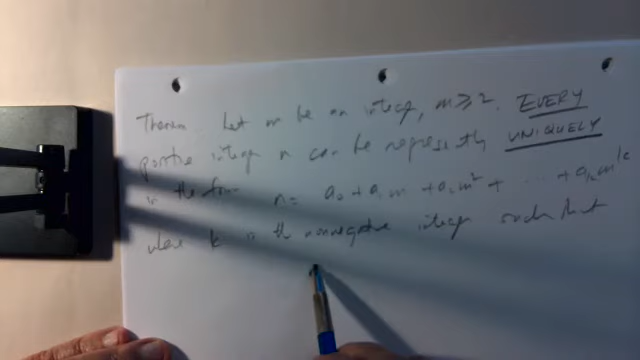 Theorem. Let m be an integer, m ≥ 2. EVERY
positive integer n can be represented UNIQUELY
in the form n = a₀ + a₁m + a₂m² + ... + aₖmᵏ
where k is the nonnegative integer such that